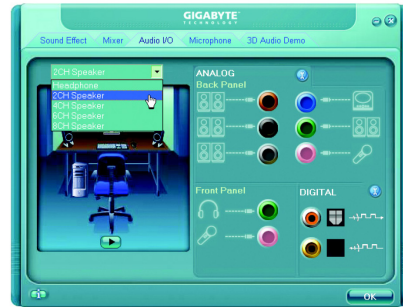 GIGABYTE
TECHNOLOGY
Sound Effect Mixer Audio I/O Microphone 3D Audio Demo
2CH Speaker
Headphone
2CH Speaker
4CH Speaker
6CH Speaker
8CH Speaker
ANALOG
Back Panel
Front Panel
DIGITAL
OK